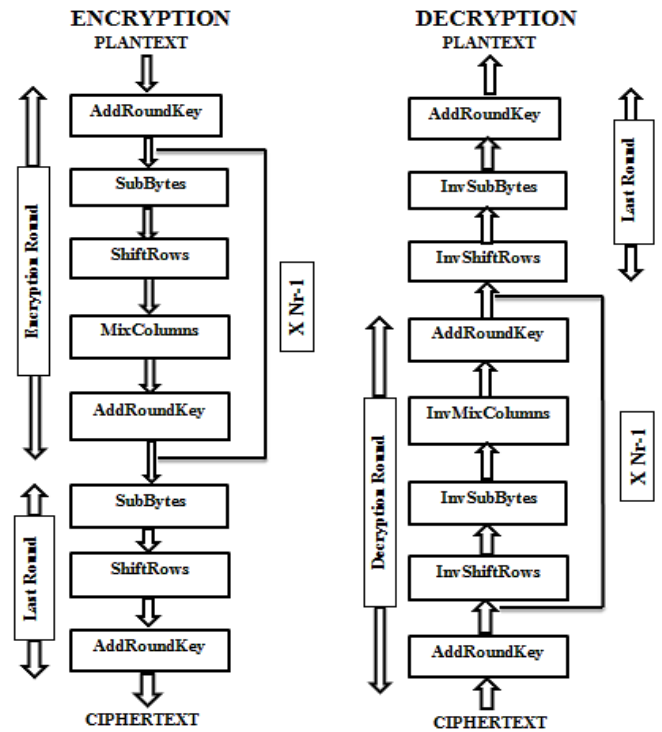 ENCRYPTION
PLANTEXT
AddRoundKey
SubBytes
ShiftRows
MixColumns
AddRoundKey
SubBytes
ShiftRows
AddRoundKey
CIPHERTEXT
Encryption Round
Last Round
X Nr-1
DECRYPTION
PLANTEXT
AddRoundKey
InvSubBytes
InvShiftRows
AddRoundKey
InvMixColumns
InvSubBytes
InvShiftRows
AddRoundKey
CIPHERTEXT
Last Round
Decryption Round
X Nr-1